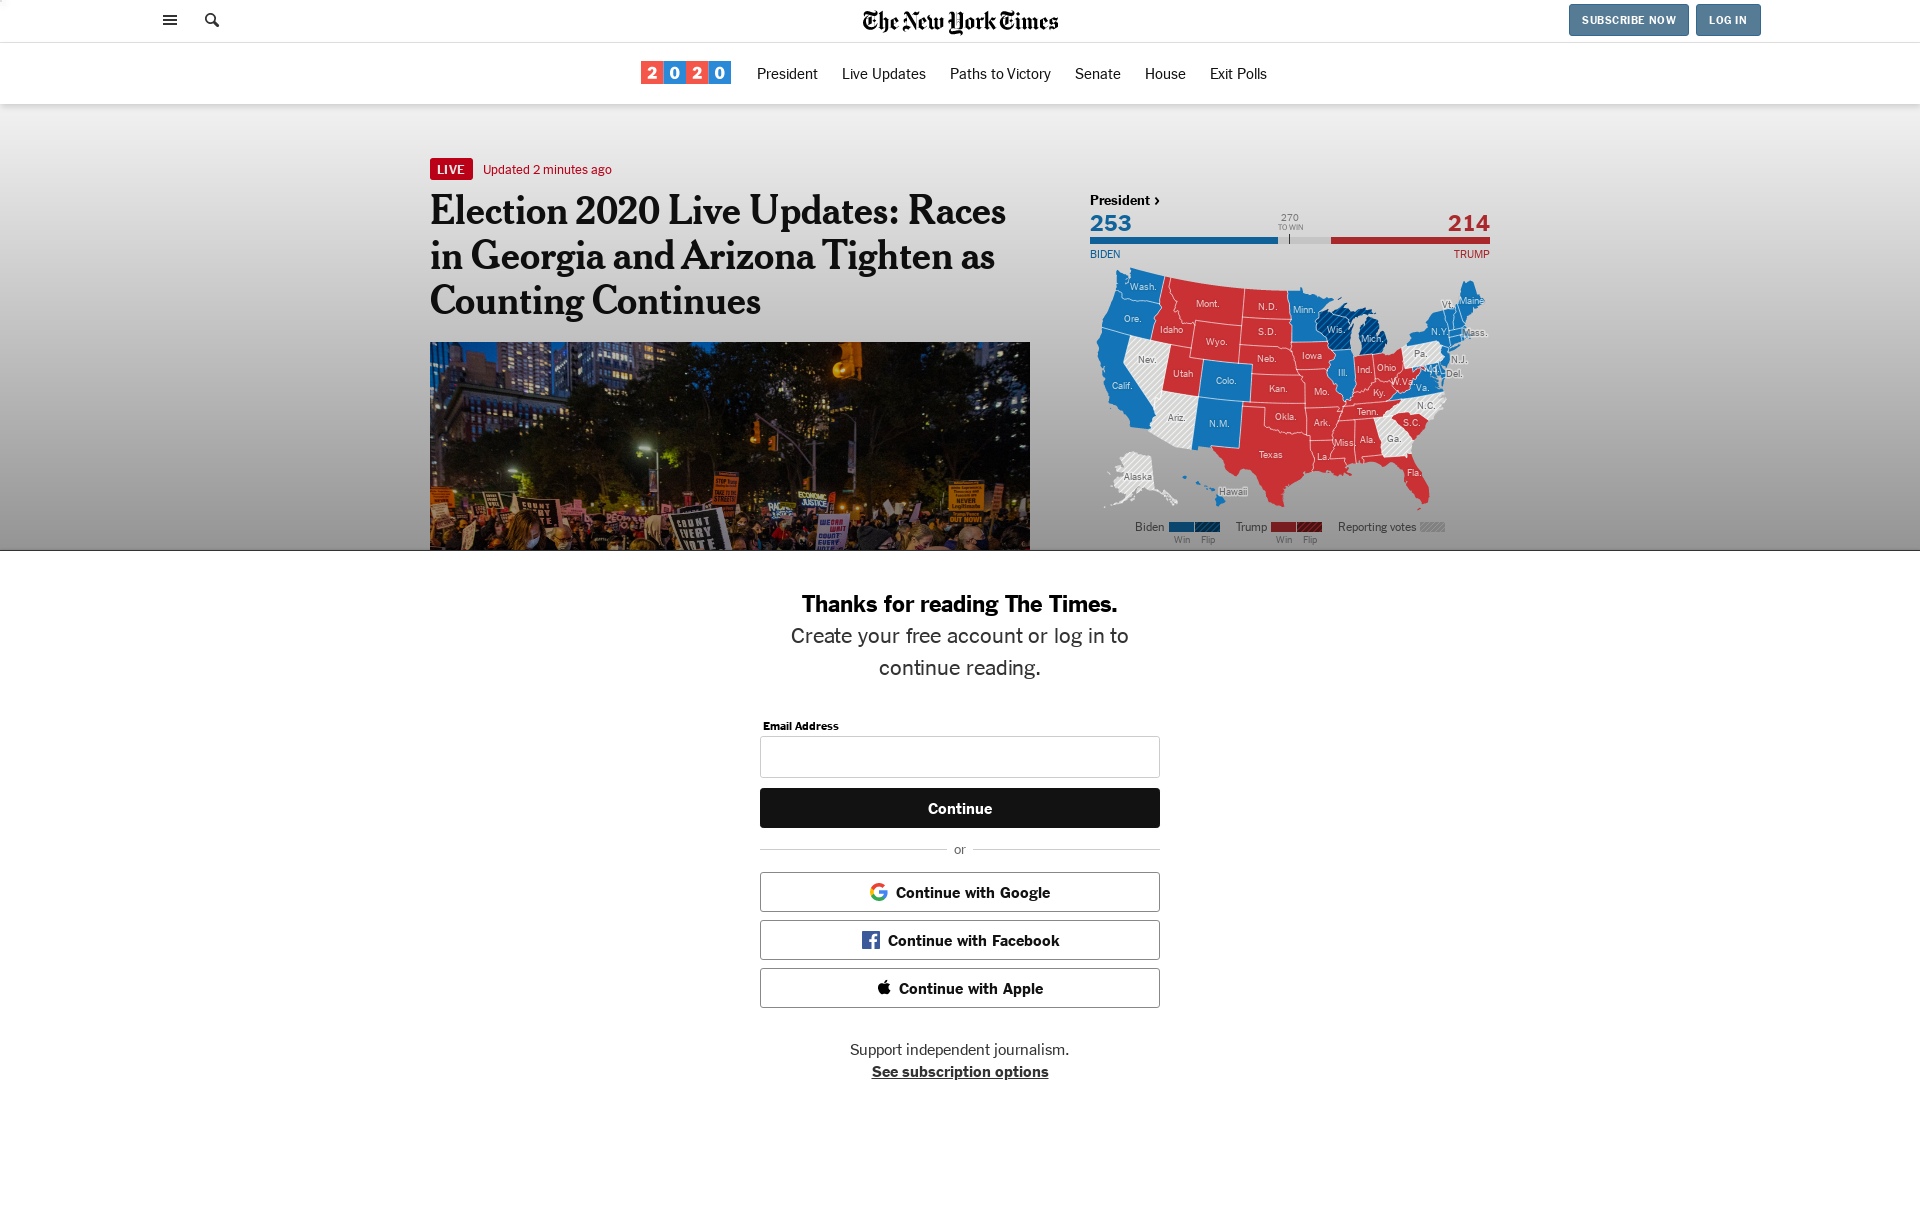 The New York Times
SUBSCRIBE NOW
LOG IN
2020
President
Live Updates
Paths to Victory
Senate
House
Exit Polls
LIVE
Updated 2 minutes ago
Election 2020 Live Updates: Races
in Georgia and Arizona Tighten as
Counting Continues
President ›
253
270
TO WIN
214
BIDEN
TRUMP
Wash.
Mont.
N.D.
Minn.
Vt.
Maine
Ore.
Idaho
S.D.
Wis.
N.Y.
Mass.
Wyo.
Mich.
Nev.
Neb.
Iowa
Pa.
N.J.
Utah
Colo.
Ill.
Ind.
Ohio
Md.
Del.
Calif.
Kan.
Mo.
Ky.
W.Va.
Va.
Ariz.
N.M.
Okla.
Ark.
Tenn.
N.C.
S.C.
Texas
La.
Miss.
Ala.
Ga.
Fla.
Alaska
Hawaii
Biden
Trump
Reporting votes
Win
Flip
Win
Flip
COUNT
EVERY
VOTE
ECONOMIC
JUSTICE
Thanks for reading The Times.
Create your free account or log in to
continue reading.
Email Address
Continue
or
Continue with Google
Continue with Facebook
Continue with Apple
Support independent journalism.
See subscription options